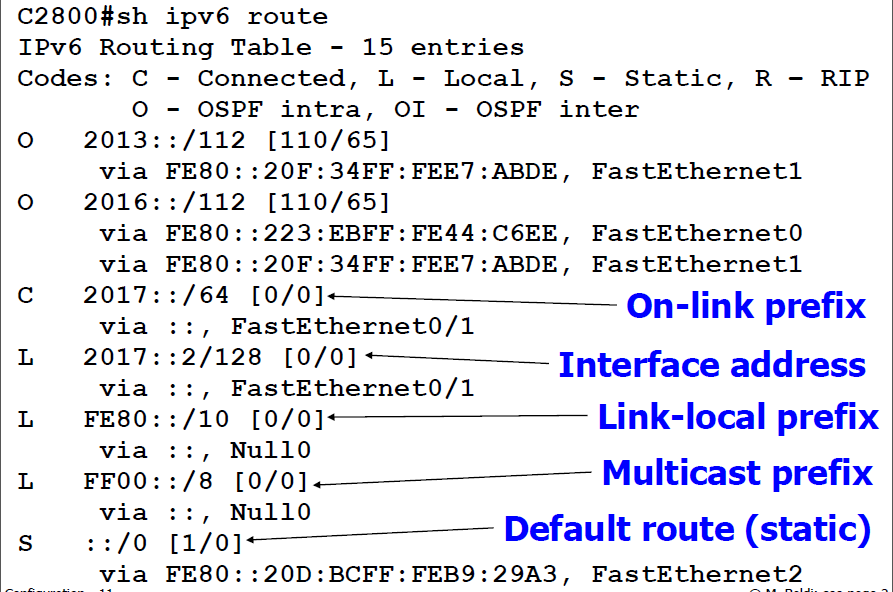 C2800#sh ipv6 route
IPv6 Routing Table - 15 entries
Codes: C - Connected, L - Local, S - Static, R – RIP
O - OSPF intra, OI - OSPF inter
O 2013::/112 [110/65]
via FE80::20F:34FF:FEE7:ABDE, FastEthernet1
O 2016::/112 [110/65]
via FE80::223:EBFF:FE44:C6EE, FastEthernet0
via FE80::20F:34FF:FEE7:ABDE, FastEthernet1
C 2017::/64 [0/0] On-link prefix
via ::, FastEthernet0/1
L 2017::2/128 [0/0] Interface address
via ::, FastEthernet0/1
L FE80::/10 [0/0] Link-local prefix
via ::, Null0
L FF00::/8 [0/0] Multicast prefix
via ::, Null0
S ::/0 [1/0] Default route (static)
via FE80::20D:BCFF:FEB9:29A3, FastEthernet2